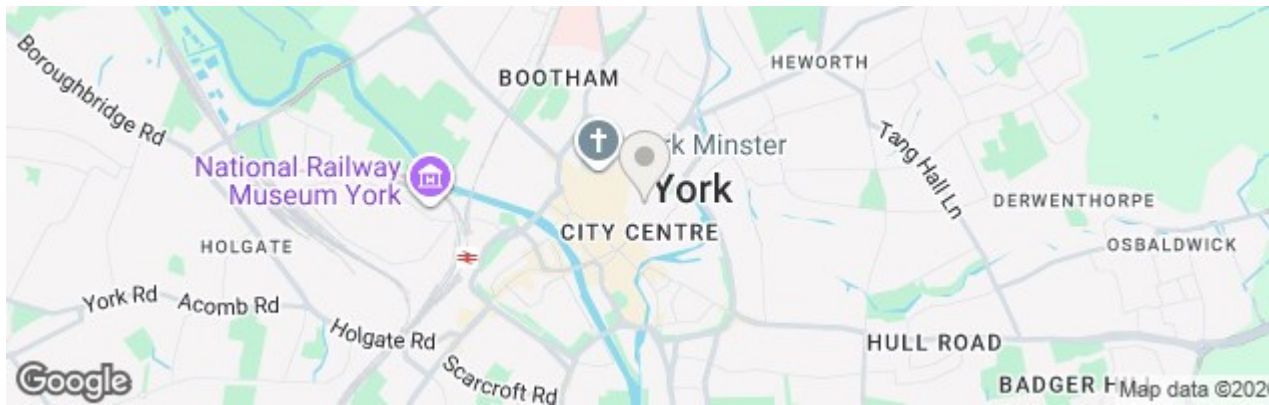 BOOTHAM
HEWORTH
Boroughbridge Rd
rk Minster
Tang Hall Ln
National Railway
Museum York
York
DERWENTHORPE
CITY CENTRE
HOLGATE
OSBALDWICK
York Rd
Acomb Rd
Holgate Rd
HULL ROAD
Scarcroft Rd
Google
BADGER H
Map data ©202